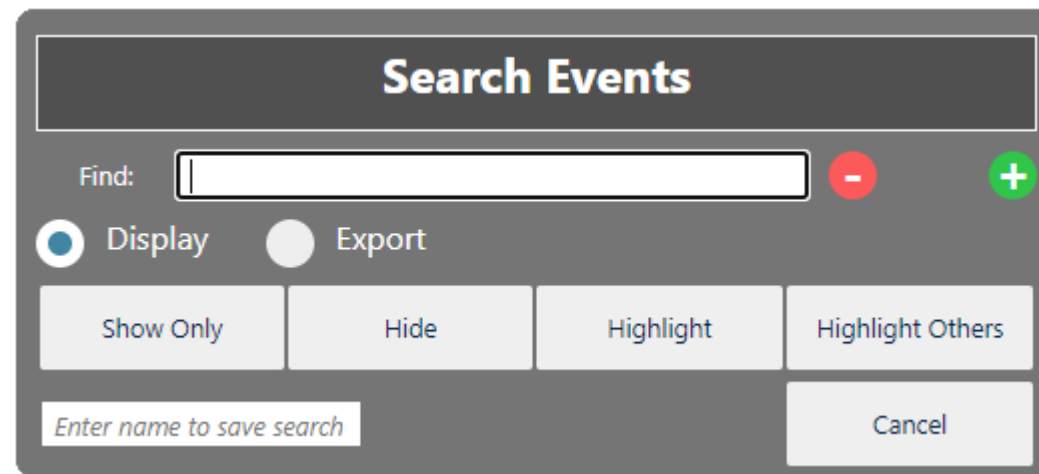 Search Events
Find: - +
Display Export
Show Only Hide Highlight Highlight Others
Enter name to save search Cancel